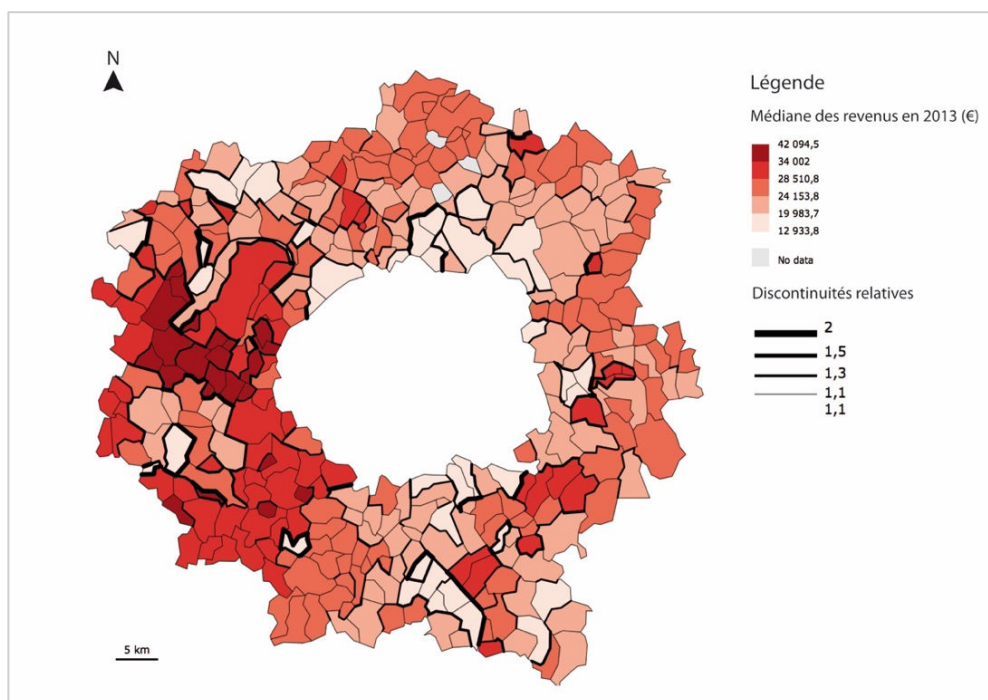 N
Légende
Médiane des revenus en 2013 (€)
42 094,5
34 002
28 510,8
24 153,8
19 983,7
12 933,8
No data
Discontinuités relatives
2
1,5
1,3
1,1
1,1
5 km